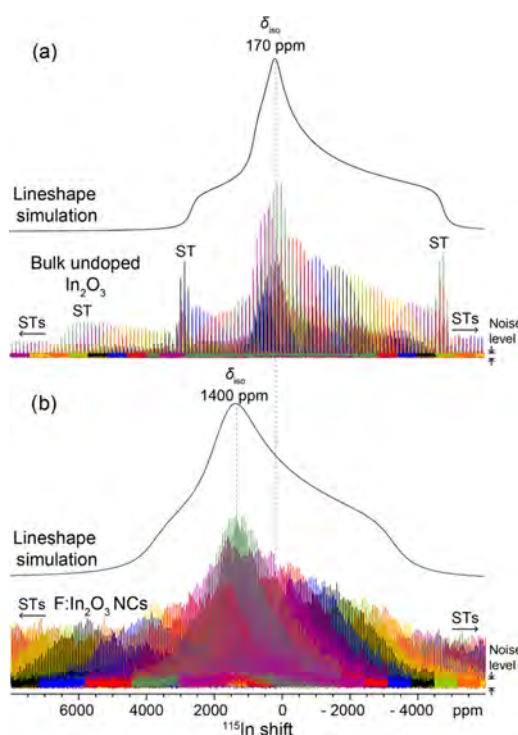 δiso
170 ppm
(a)
Lineshape
simulation
ST
ST
Bulk undoped
In₂O₃
ST
STs
STs
Noise
level
δiso
1400 ppm
(b)
Lineshape
simulation
STs
F:In₂O₃ NCs
STs
Noise
level
6000 4000 2000 0 - 2000 - 4000 ppm
¹¹⁵In shift